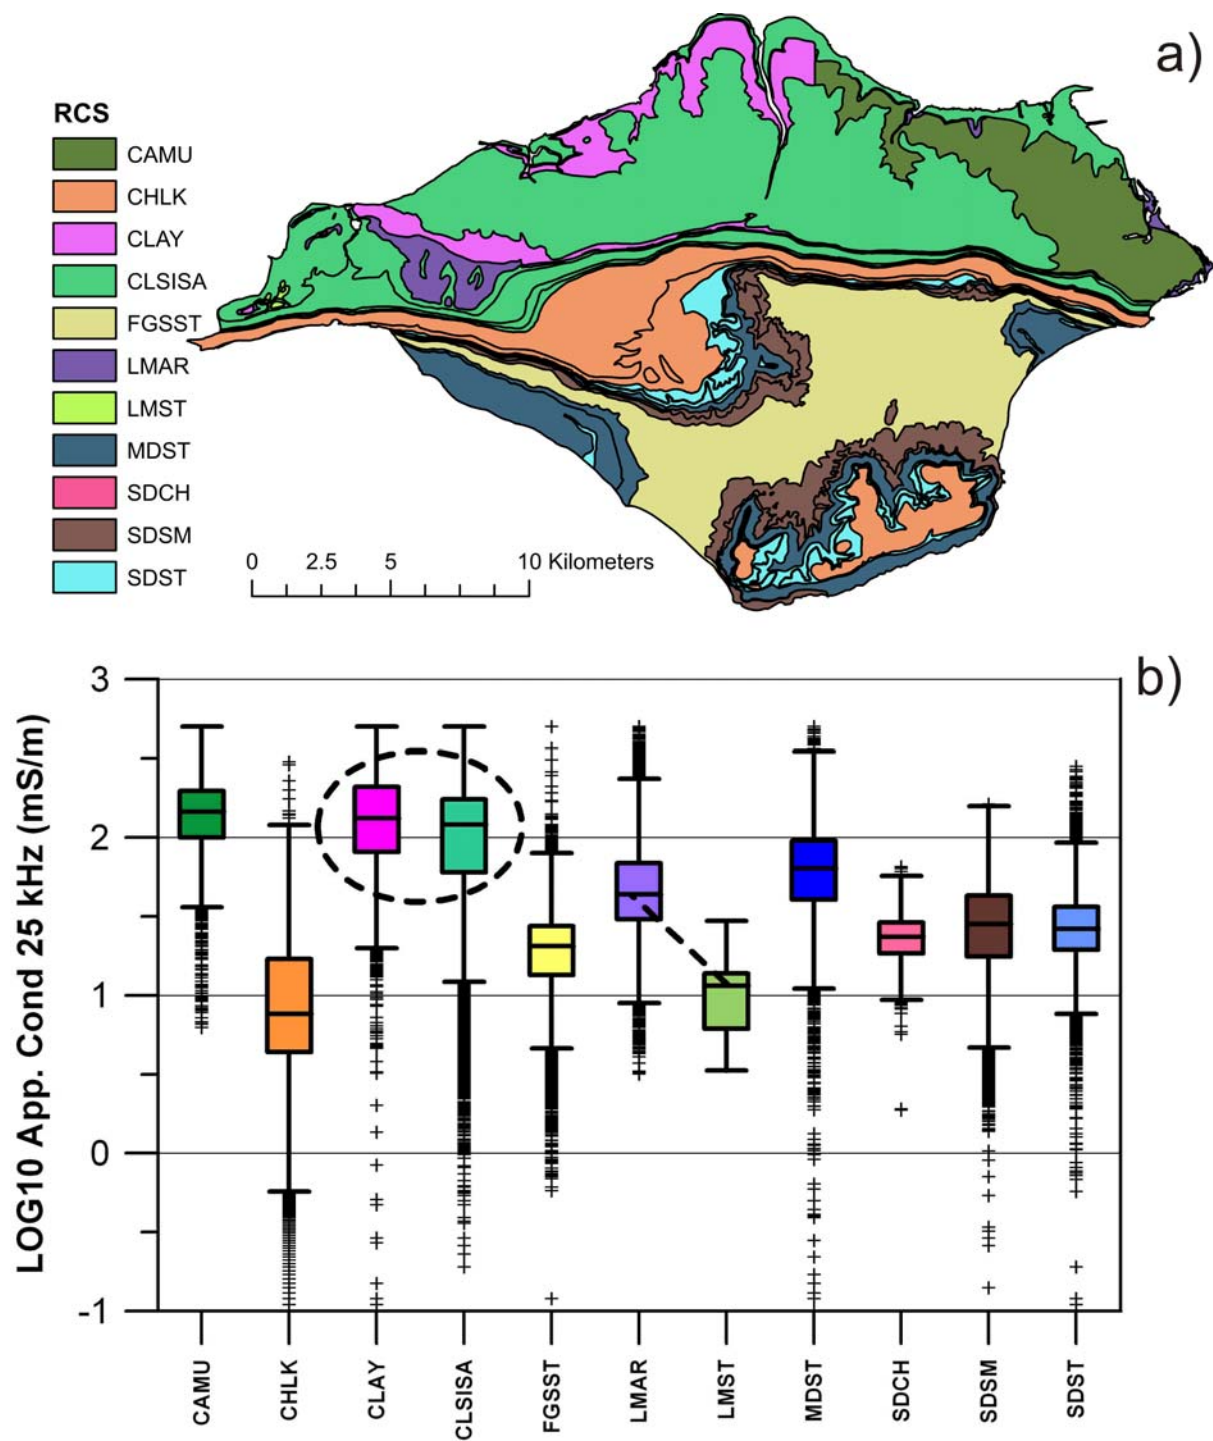 a)
RCS
CAMU
CHLK
CLAY
CLSISA
FGSST
LMAR
LMST
MDST
SDCH
SDSM
SDST
0 2.5 5 10 Kilometers
b)
LOG10 App. Cond 25 kHz (mS/m)
3
2
1
0
-1
CAMU
CHLK
CLAY
CLSISA
FGSST
LMAR
LMST
MDST
SDCH
SDSM
SDST